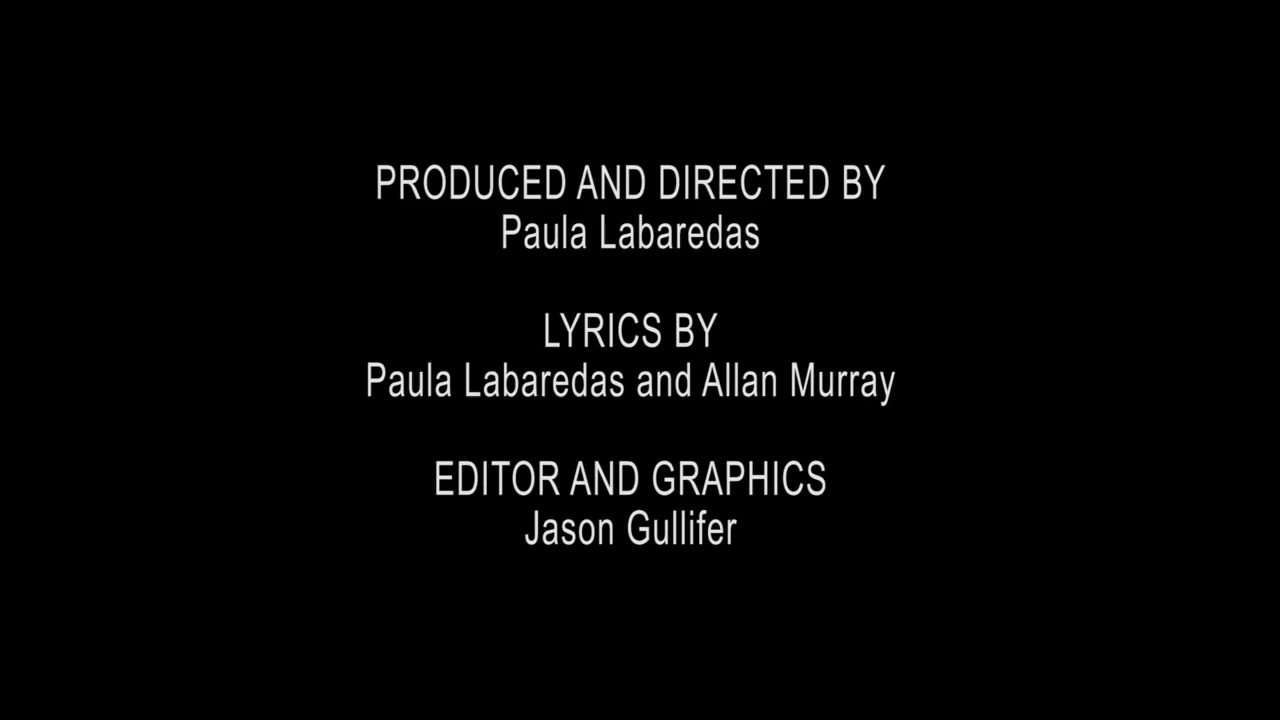 PRODUCED AND DIRECTED BY
Paula Labaredas
LYRICS BY
Paula Labaredas and Allan Murray
EDITOR AND GRAPHICS
Jason Gullifer